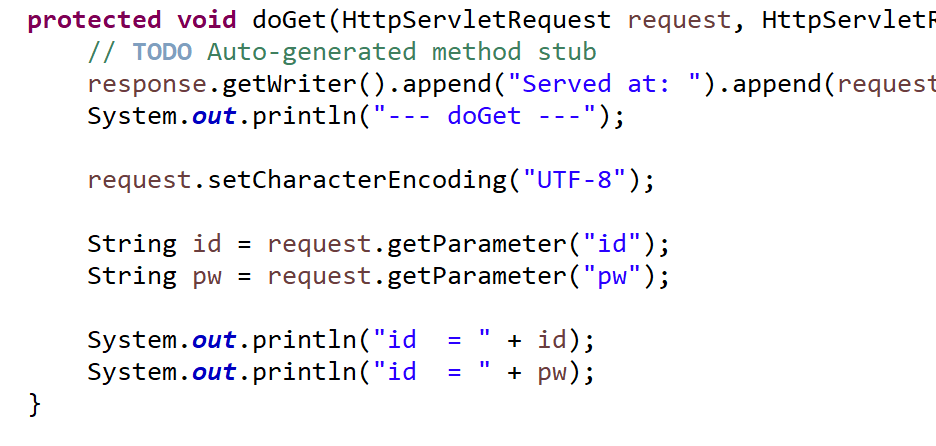 protected void doGet(HttpServletRequest request, HttpServletR
// TODO Auto-generated method stub
response.getWriter().append("Served at: ").append(request
System.out.println("--- doGet ---");
request.setCharacterEncoding("UTF-8");
String id = request.getParameter("id");
String pw = request.getParameter("pw");
System.out.println("id  = " + id);
System.out.println("id  = " + pw);
}